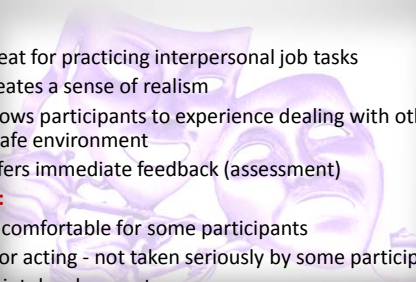 eat for practicing interpersonal job tasks
eates a sense of realism
ows participants to experience dealing with oth
afe environment
fers immediate feedback (assessment)
:
comfortable for some participants
or acting - not taken seriously by some particip